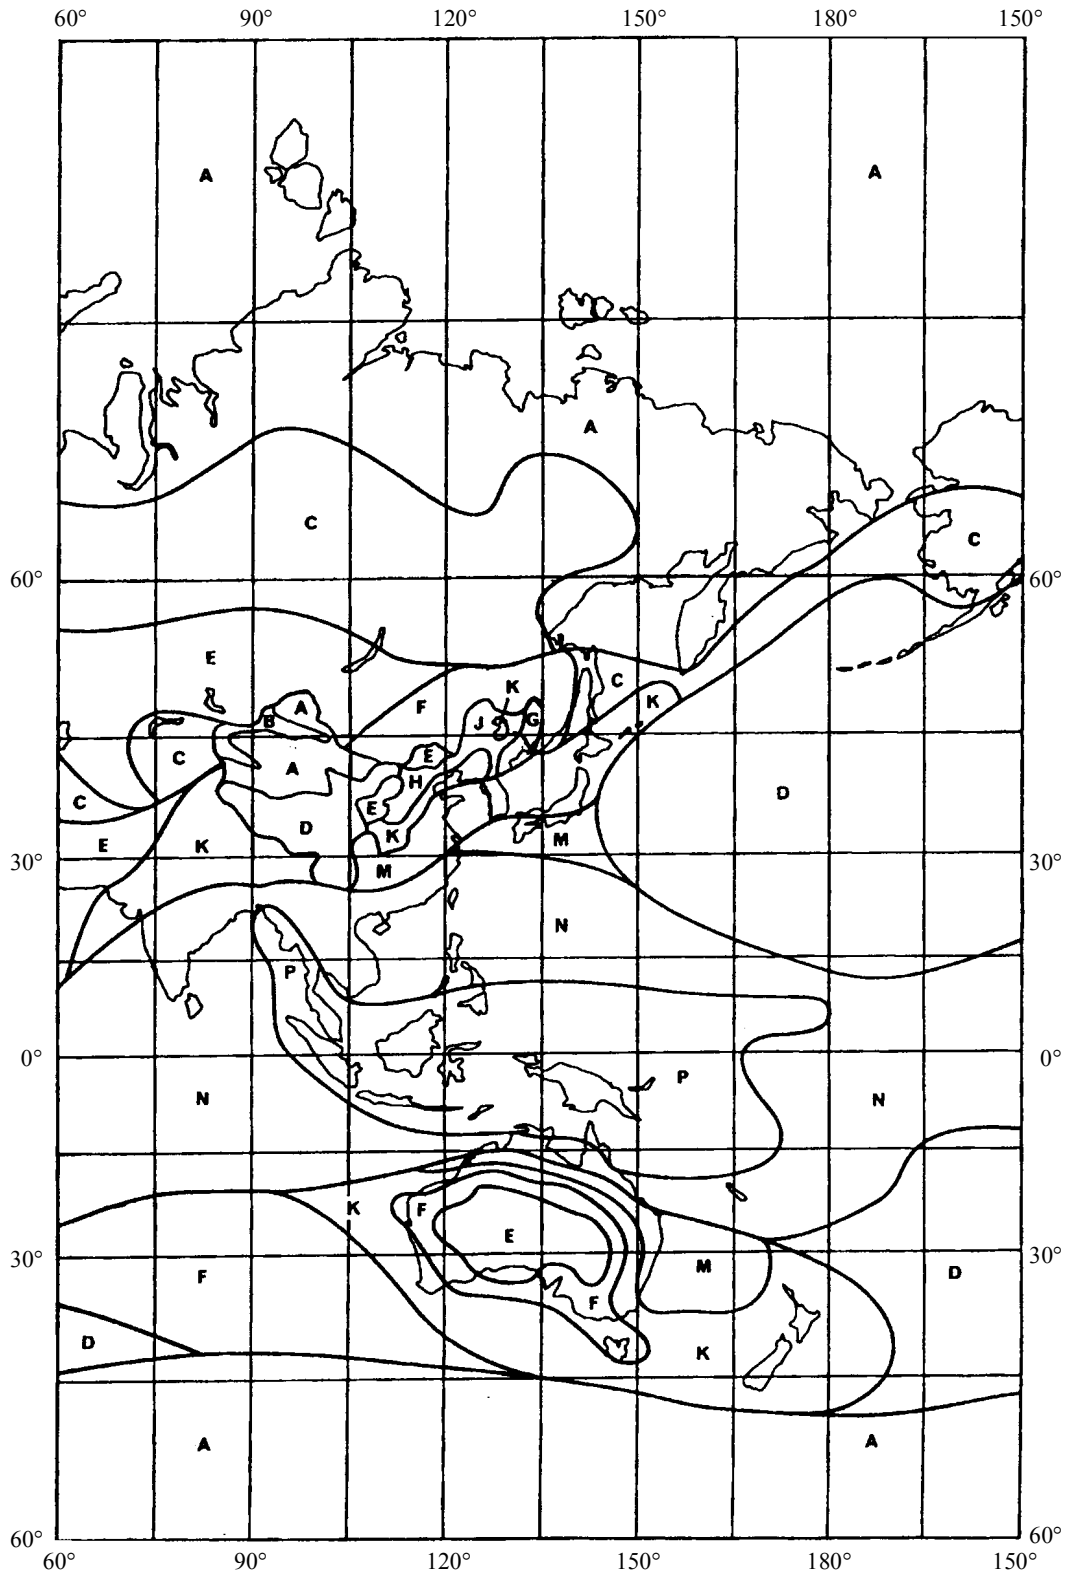 60° 90° 120° 150° 180° 150°
A A
A
C
C
60° 60°
E
C
K K
A
B F J G
C E
A
H D
C E
D
E K K M
30° M 30°
N
P
0° P 0°
N N
K F
E
30° M 30°
F D
F
D K
A A
60° 60°
60° 90° 120° 150° 180° 150°